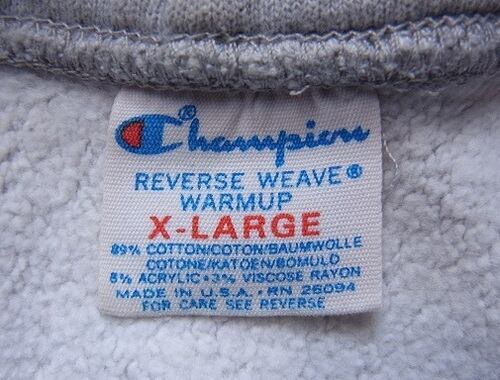 Champion®
REVERSE WEAVE®
WARMUP
X-LARGE
89% COTTON/COTON/BAUMWOLLE
COTONE/KATOEN/BOMULD
8% ACRYLIC • 3% VISCOSE RAYON
MADE IN U.S.A. • RN 26094
FOR CARE SEE REVERSE